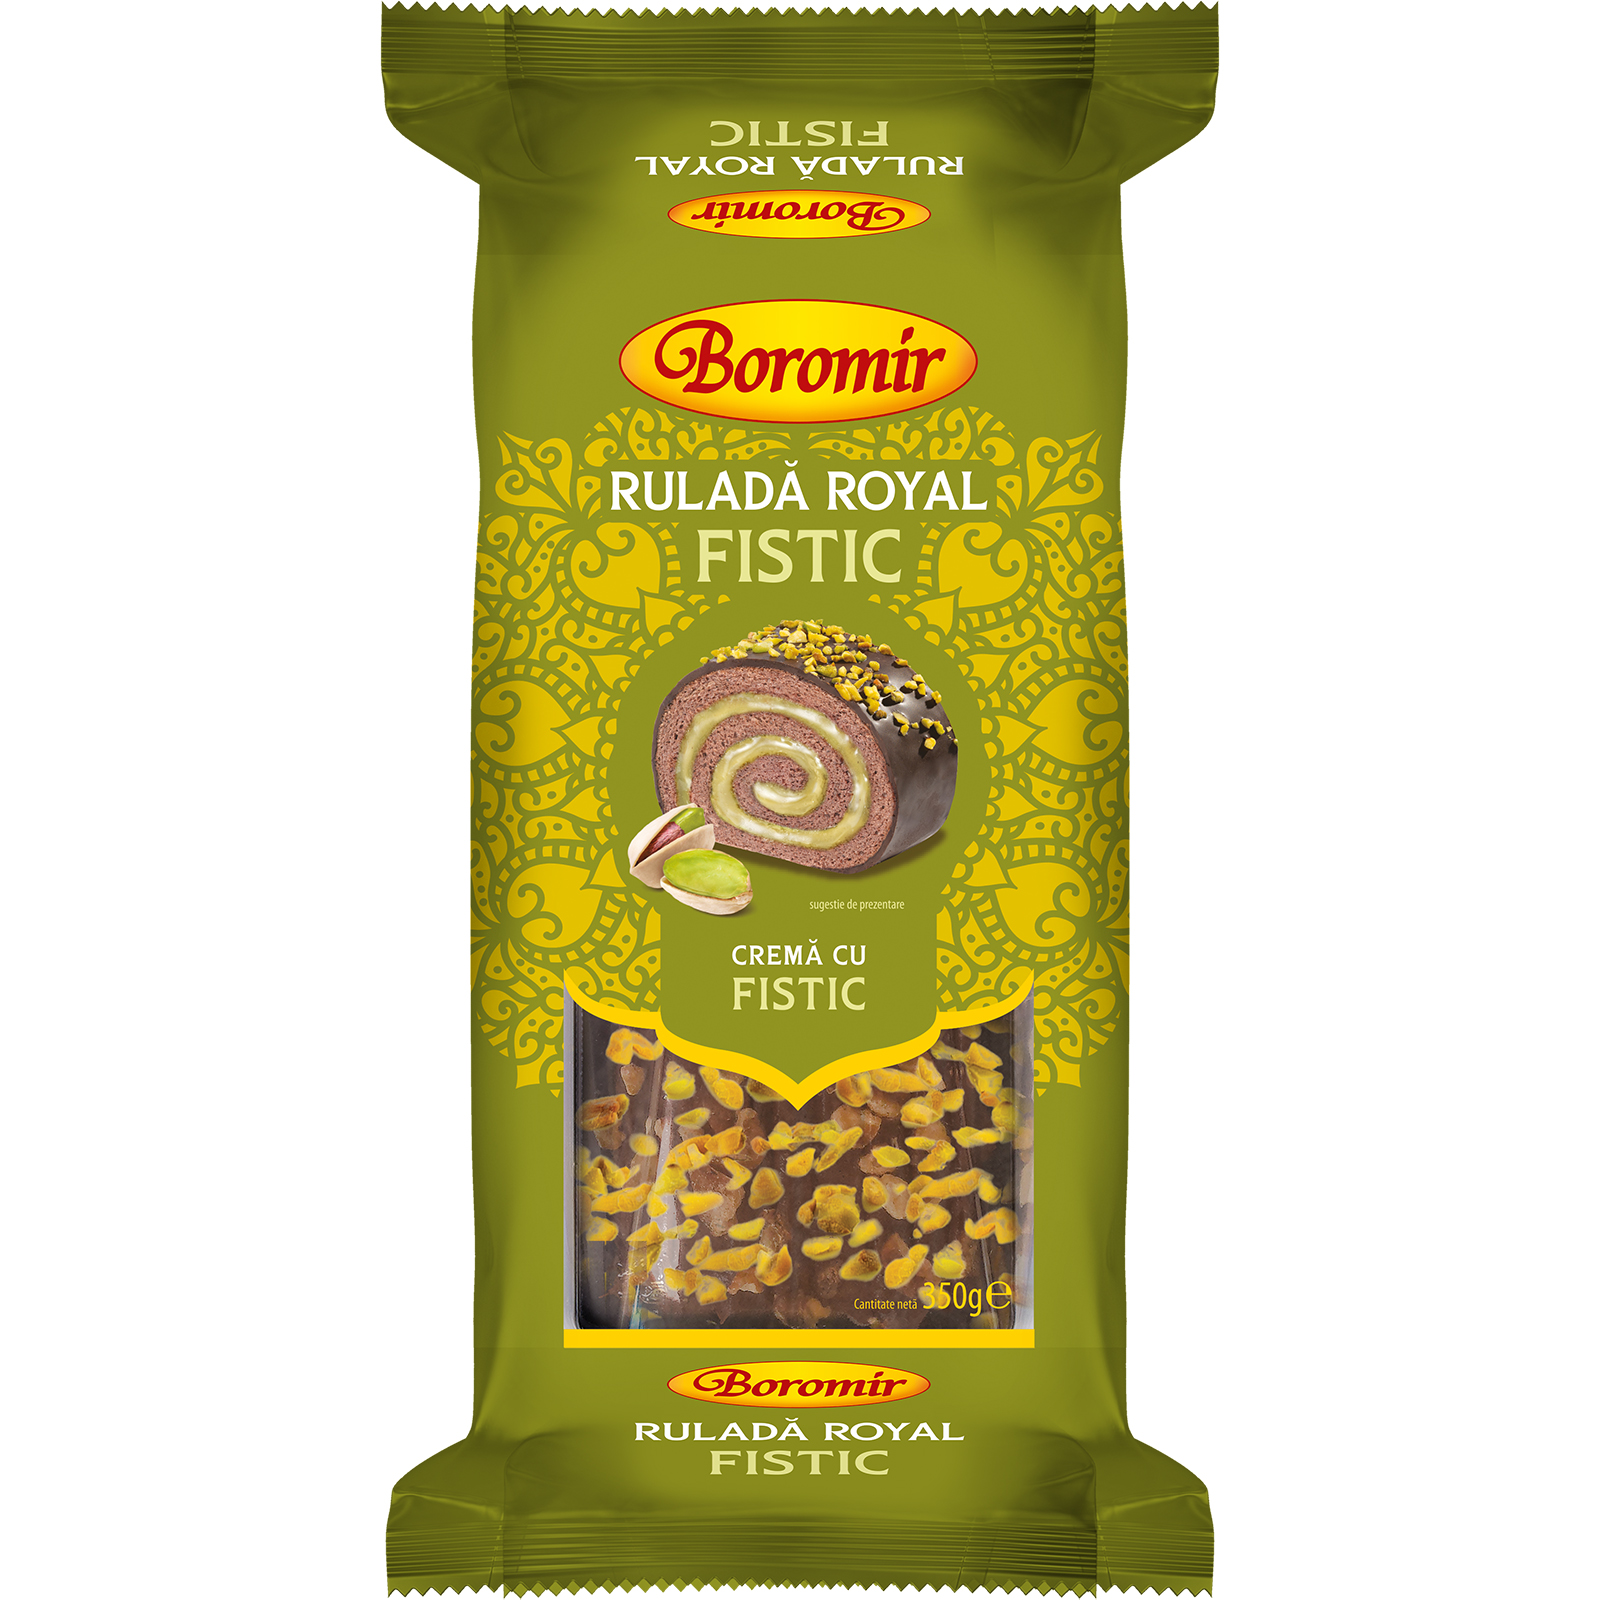 FISTIC
RULADĂ ROYAL
Boromir
Boromir
RULADĂ ROYAL
FISTIC
sugestie de prezentare
CREMĂ CU
FISTIC
Cantitate netă 350g ℮
Boromir
RULADĂ ROYAL
FISTIC